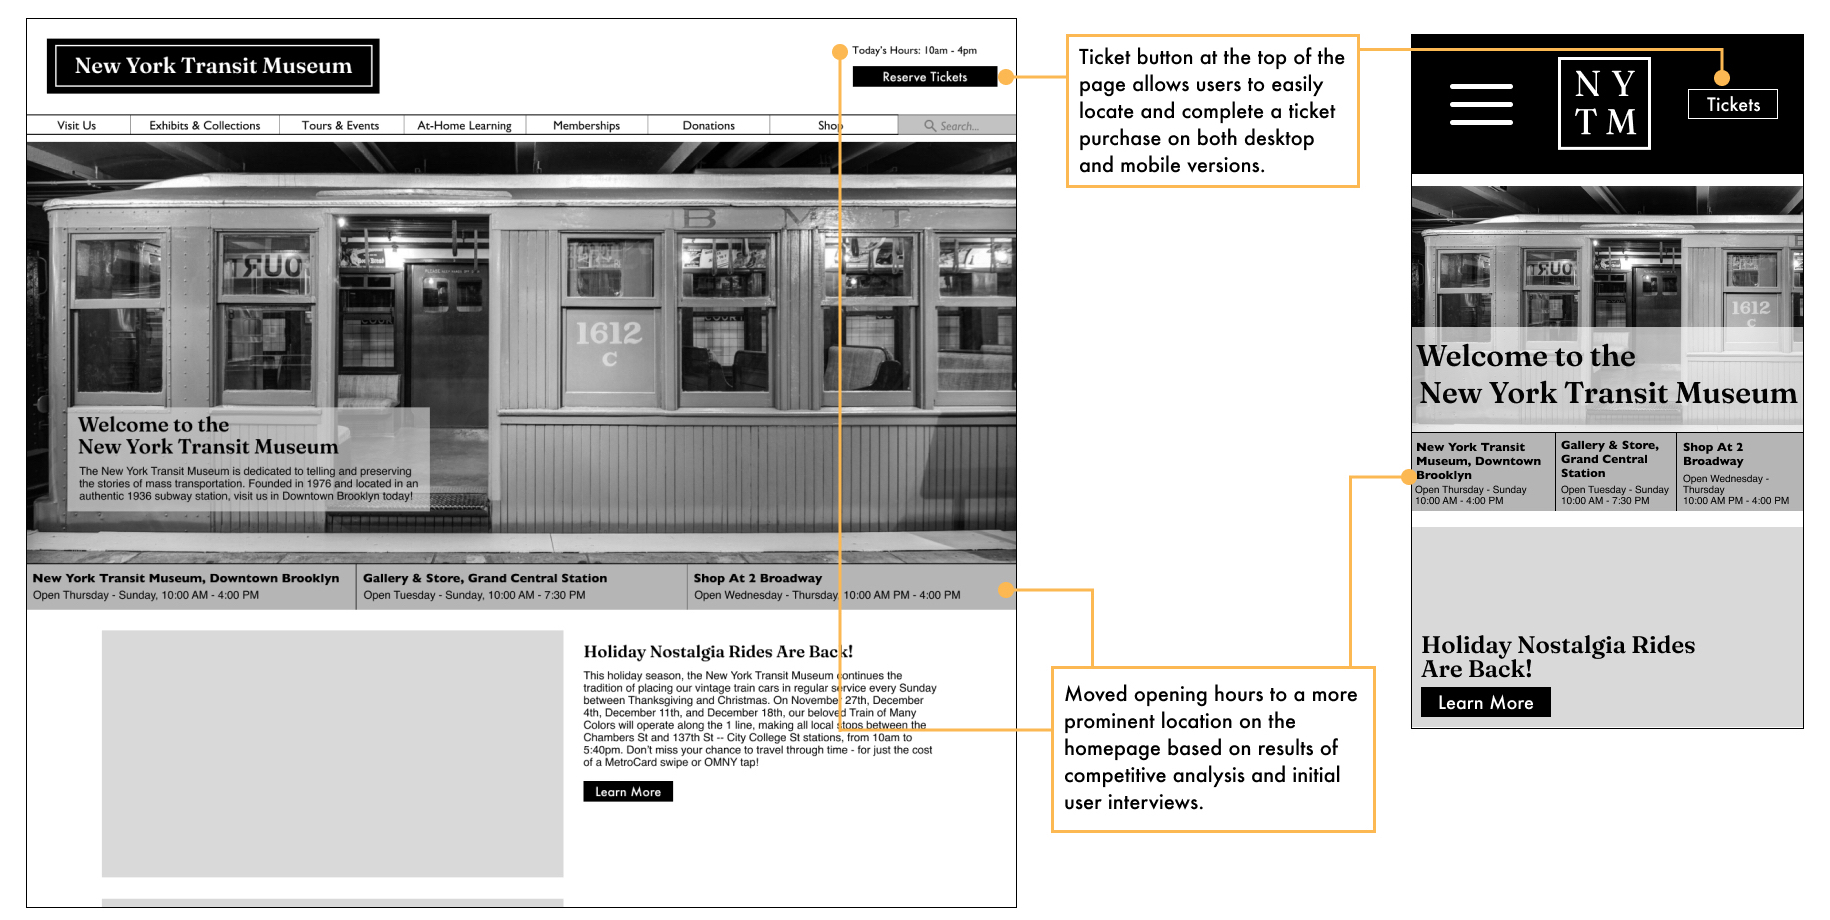 New York Transit Museum
Today's Hours: 10am - 4pm
Reserve Tickets
Visit Us
Exhibits & Collections
Tours & Events
At-Home Learning
Memberships
Donations
Shop
Search...
B M T
COURT
1612
C
Welcome to the
New York Transit Museum
The New York Transit Museum is dedicated to telling and preserving
the stories of mass transportation. Founded in 1976 and located in an
authentic 1936 subway station, visit us in Downtown Brooklyn today!
New York Transit Museum, Downtown Brooklyn
Open Thursday - Sunday, 10:00 AM - 4:00 PM
Gallery & Store, Grand Central Station
Open Tuesday - Sunday, 10:00 AM - 7:30 PM
Shop At 2 Broadway
Open Wednesday - Thursday, 10:00 AM PM - 4:00 PM
Holiday Nostalgia Rides Are Back!
This holiday season, the New York Transit Museum continues the
tradition of placing our vintage train cars in regular service every Sunday
between Thanksgiving and Christmas. On November 27th, December
4th, December 11th, and December 18th, our beloved Train of Many
Colors will operate along the 1 line, making all local stops between the
Chambers St and 137th St -- City College St stations, from 10am to
5:40pm. Don't miss your chance to travel through time - for just the cost
of a MetroCard swipe or OMNY tap!
Learn More
Ticket button at the top of the
page allows users to easily
locate and complete a ticket
purchase on both desktop
and mobile versions.
Moved opening hours to a more
prominent location on the
homepage based on results of
competitive analysis and initial
user interviews.
N Y
T M
Tickets
1612
C
Welcome to the
New York Transit Museum
New York Transit
Museum, Downtown
Brooklyn
Open Thursday - Sunday
10:00 AM - 4:00 PM
Gallery & Store,
Grand Central
Station
Open Tuesday - Sunday
10:00 AM - 7:30 PM
Shop At 2
Broadway
Open Wednesday -
Thursday
10:00 AM PM - 4:00 PM
Holiday Nostalgia Rides
Are Back!
Learn More